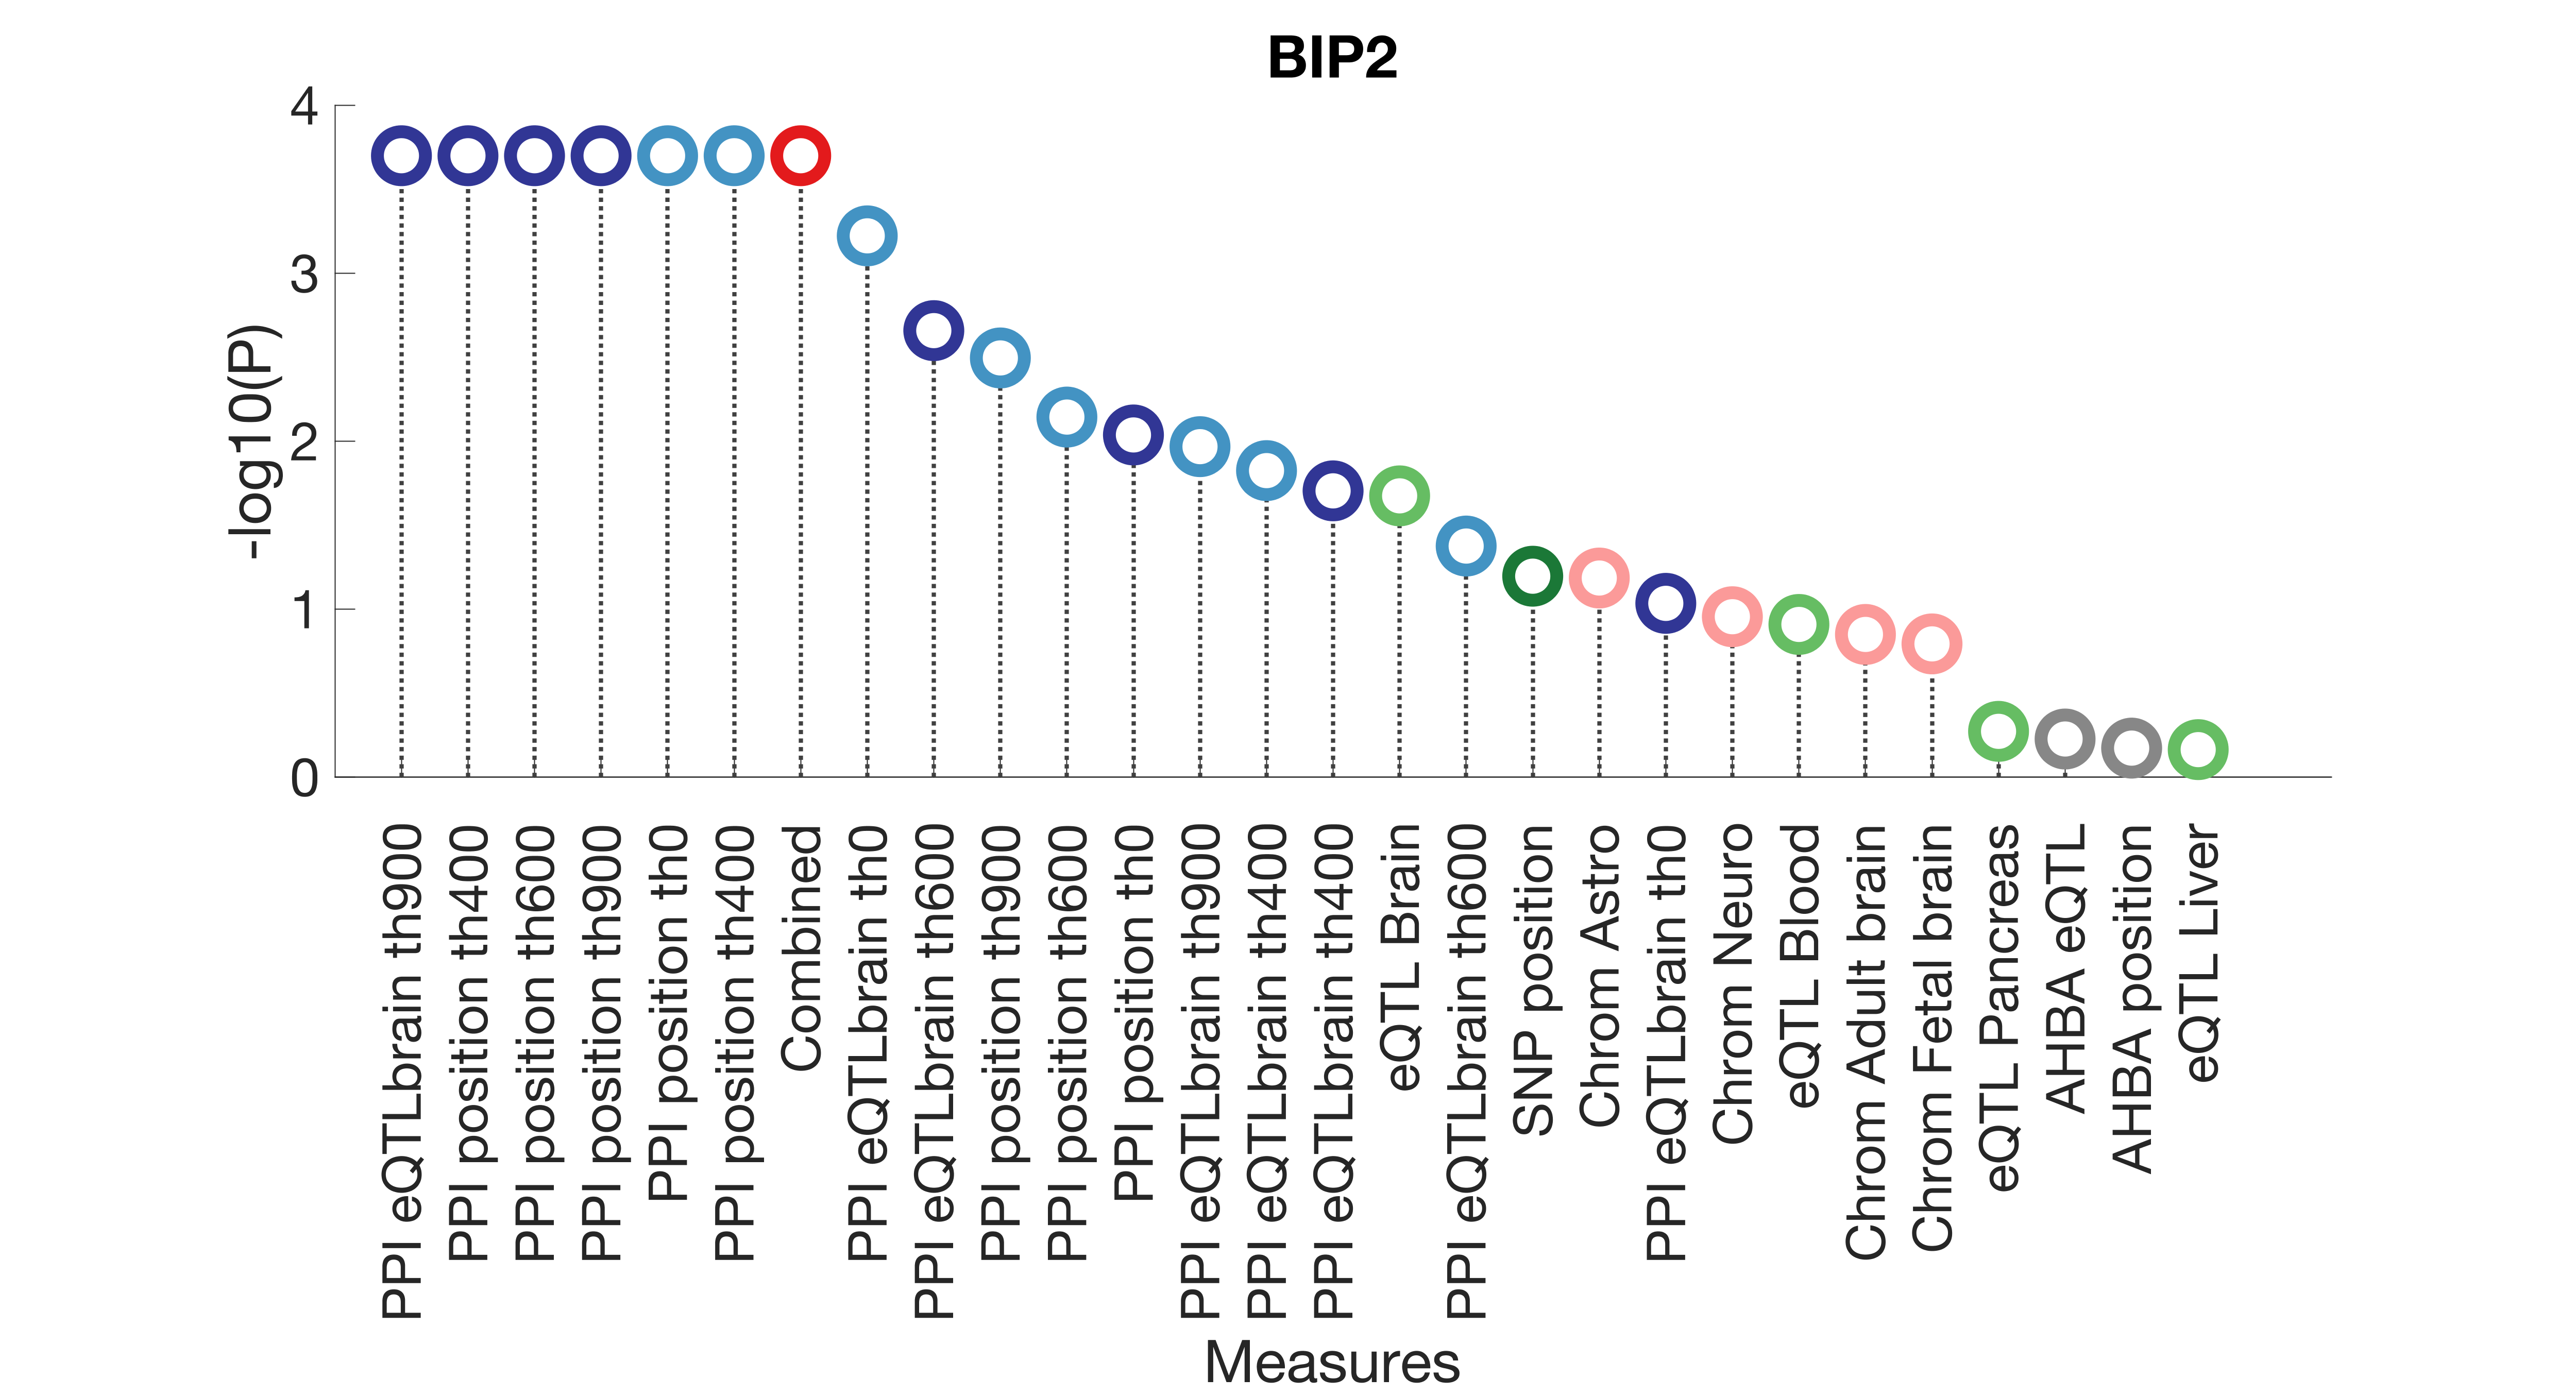 BIP2
-log10(P)
4
3
2
1
0
PPI eQTLbrain th900
PPI position th400
PPI position th600
PPI position th900
PPI position th0
PPI position th400
Combined
PPI eQTLbrain th0
PPI eQTLbrain th600
PPI position th900
PPI position th600
PPI position th0
PPI eQTLbrain th900
PPI eQTLbrain th400
PPI eQTLbrain th400
eQTL Brain
PPI eQTLbrain th600
SNP position
Chrom Astro
PPI eQTLbrain th0
Chrom Neuro
eQTL Blood
Chrom Adult brain
Chrom Fetal brain
eQTL Pancreas
AHBA eQTL
AHBA position
eQTL Liver
Measures